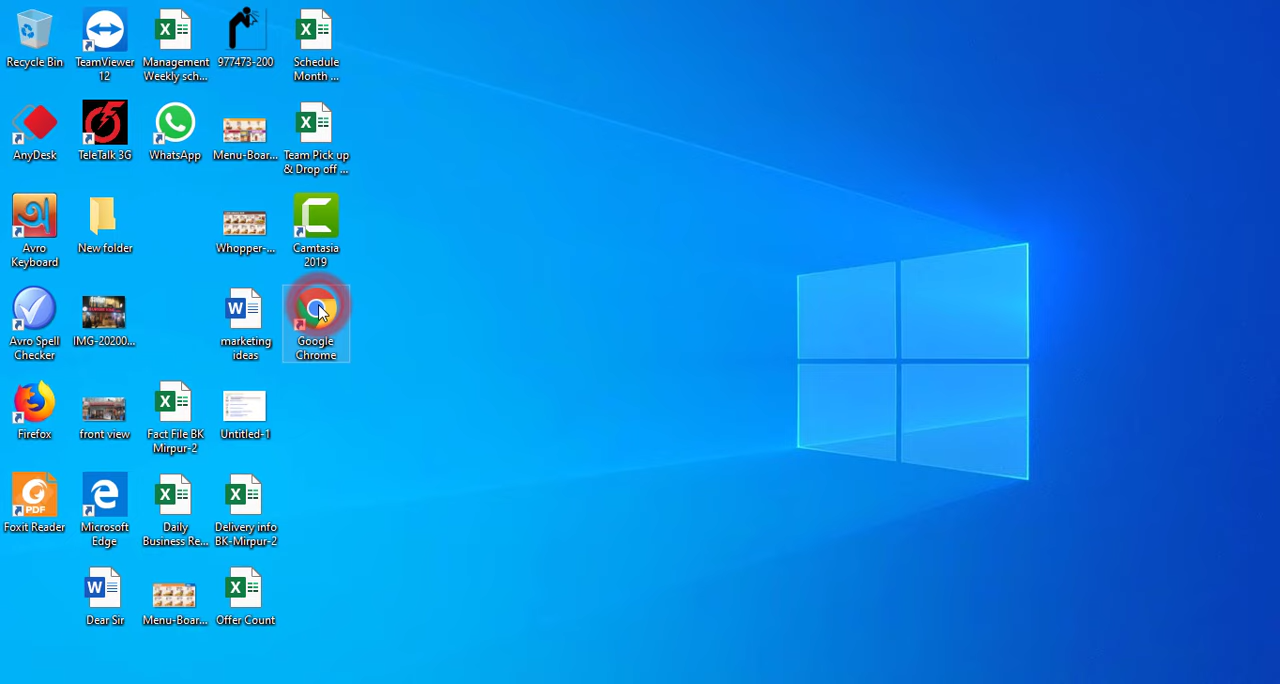 Recycle Bin
TeamViewer
12
Management
Weekly sch...
977473-200
Schedule
Month ...
AnyDesk
TeleTalk 3G
WhatsApp
Menu-Boar...
Team Pick up
& Drop off ...
অ
Avro
Keyboard
New folder
Whopper-...
Camtasia
2019
Avro Spell
Checker
IMG-20200...
marketing
ideas
Google
Chrome
Firefox
front view
Fact File BK
Mirpur-2
Untitled-1
PDF
Foxit Reader
Microsoft
Edge
Daily
Business Re...
Delivery info
BK-Mirpur-2
Dear Sir
Menu-Boar...
Offer Count